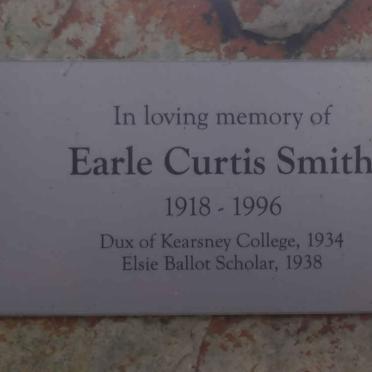 In loving memory of
Earle Curtis Smith
1918 - 1996
Dux of Kearsney College, 1934
Elsie Ballot Scholar, 1938